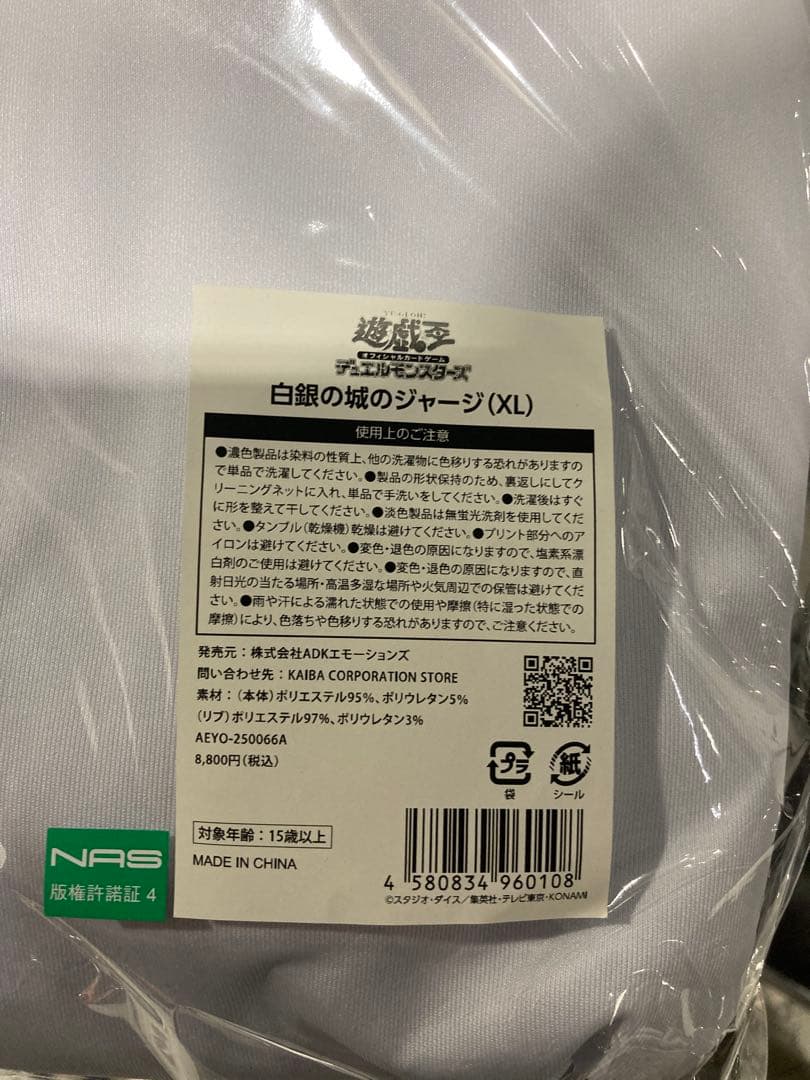 遊戯王
オフィシャルカードゲーム
デュエルモンスターズ
白銀の城のジャージ(XL)
使用上のご注意
●濃色製品は染料の性質上、他の洗濯物に色移りする恐れがありますの
で単品で洗濯してください。●製品の形状保持のため、裏返しにしてク
リーニングネットに入れ、単品で手洗いをしてください。●洗濯後はすぐ
に形を整えて干してください。●淡色製品は無蛍光洗剤を使用してくだ
さい。●タンブル(乾燥機)乾燥は避けてください。●プリント部分へのア
イロンは避けてください。●変色・退色の原因になりますので、塩素系漂
白剤のご使用は避けてください。●変色・退色の原因になりますので、直
射日光の当たる場所・高温多湿な場所や火気周辺での保管は避けてくだ
さい。●雨や汗による濡れた状態での使用や摩擦(特に湿った状態での
摩擦)により、色落ちや色移りする恐れがありますので、ご注意ください。
発売元：株式会社ADKエモーションズ
問い合わせ先：KAIBA CORPORATION STORE
素材：(本体)ポリエステル95%、ポリウレタン5%
(リブ)ポリエステル97%、ポリウレタン3%
AEYO-250066A
8,800円(税込)
プラ
袋
紙
シール
対象年齢：15歳以上
MADE IN CHINA
4 580834 960108
©スタジオ・ダイス／集英社・テレビ東京・KONAMI
NAS
版権許諾証 4